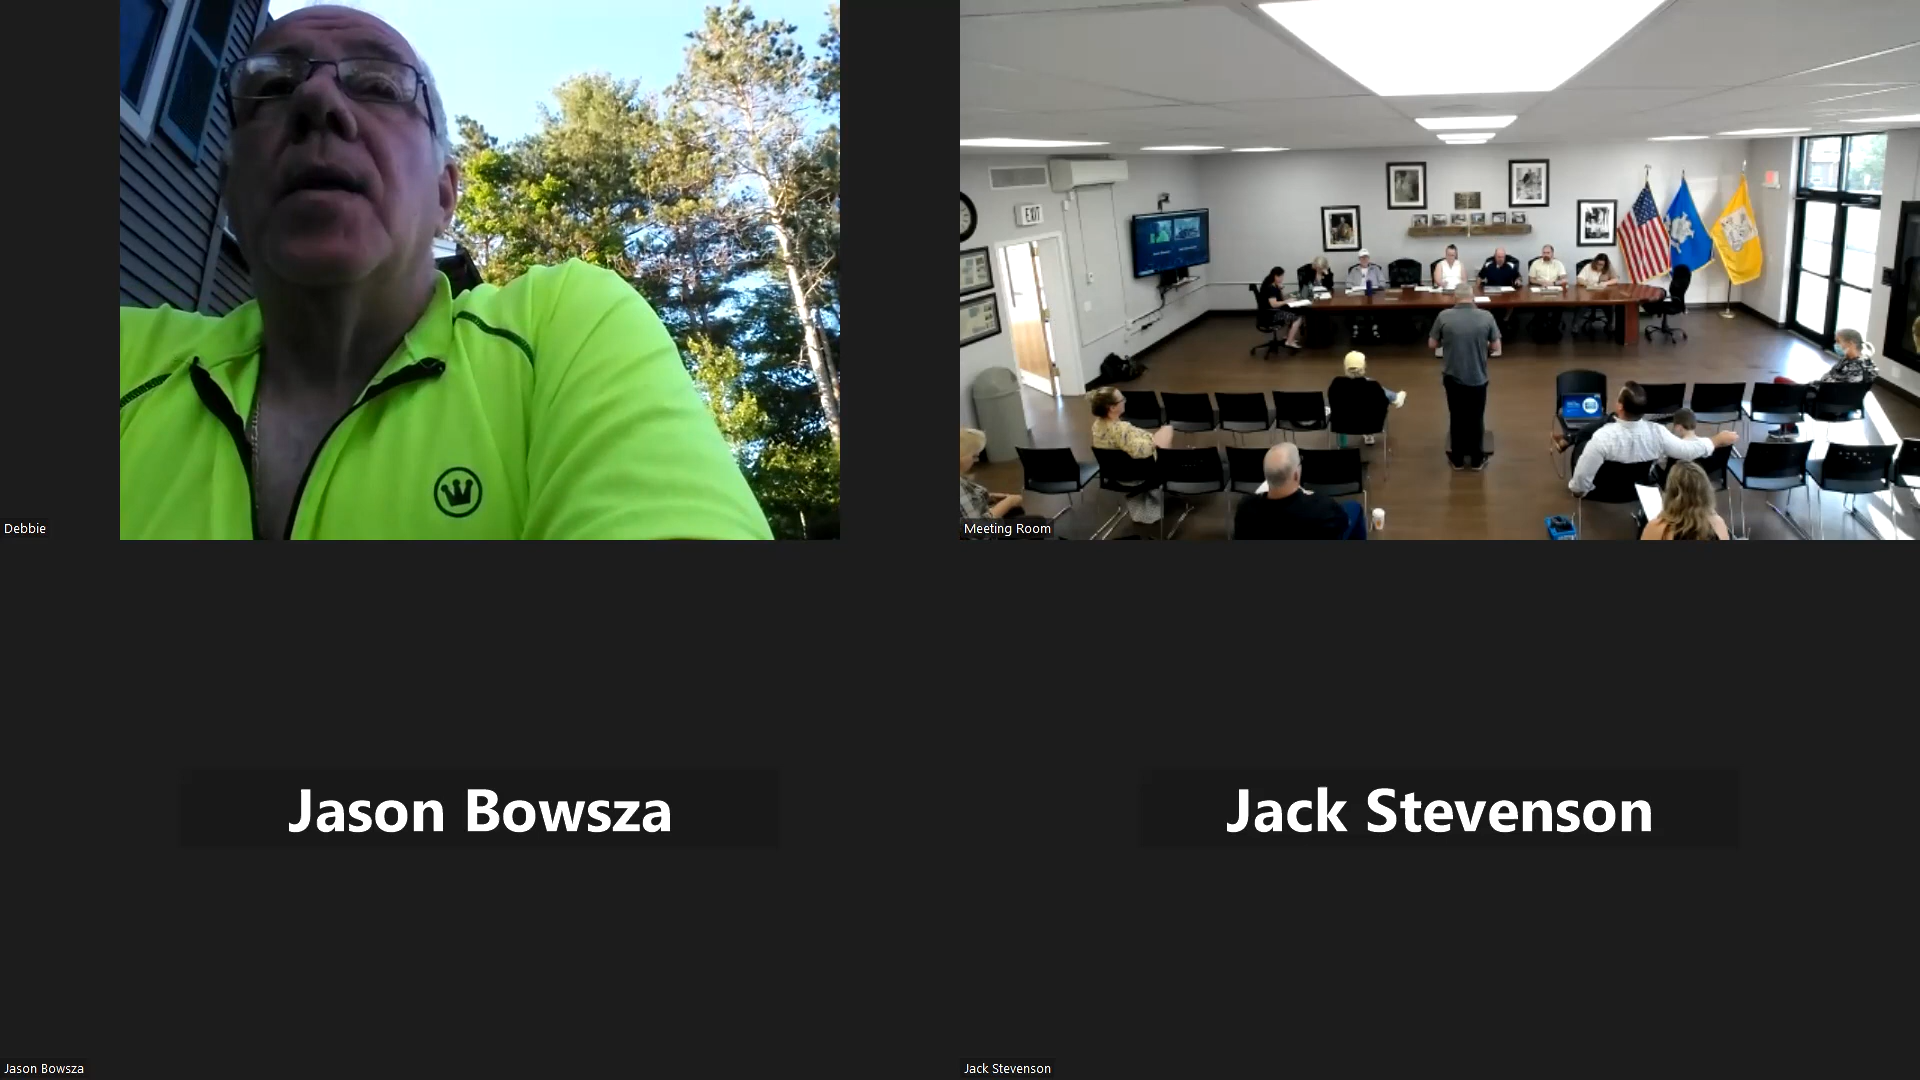 EXIT
Debbie
Meeting Room
Jason Bowsza
Jack Stevenson
Jason Bowsza
Jack Stevenson